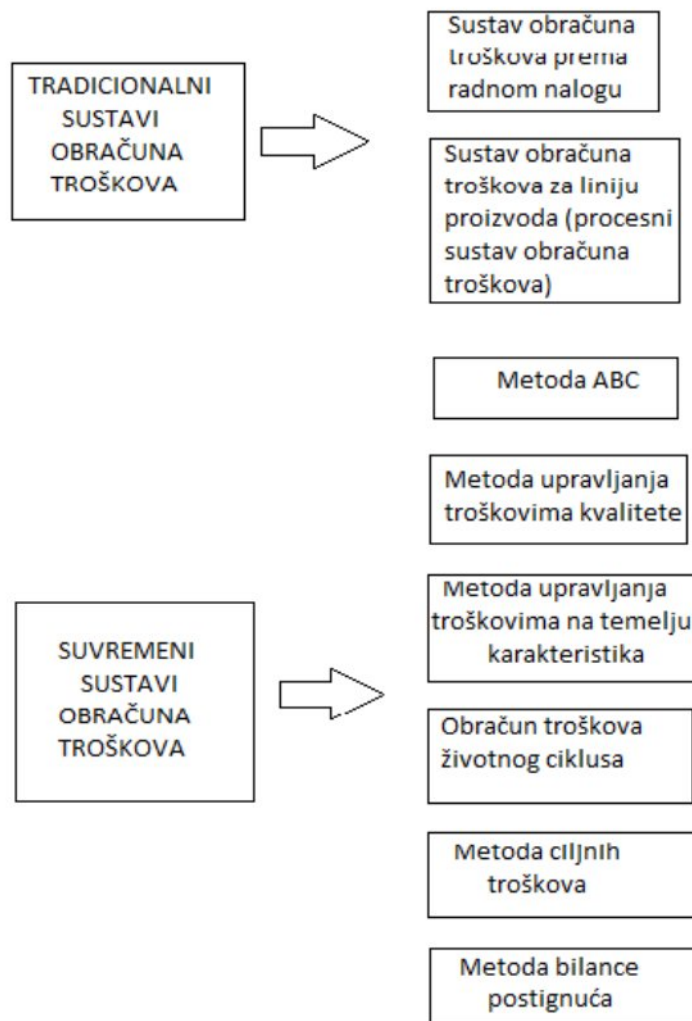 TRADICIONALNI
SUSTAVI
OBRAČUNA
TROŠKOVA
Sustav obračuna
troškova prema
radnom nalogu
Sustav obračuna
troškova za liniju
proizvoda (procesni
sustav obračuna
troškova)
SUVREMENI
SUSTAVI
OBRAČUNA
TROŠKOVA
Metoda ABC
Metoda upravljanja
troškovima kvalitete
Metoda upravljanja
troškovima na temelju
karakteristika
Obračun troškova
životnog ciklusa
Metoda ciljnih
troškova
Metoda bilance
postignuća